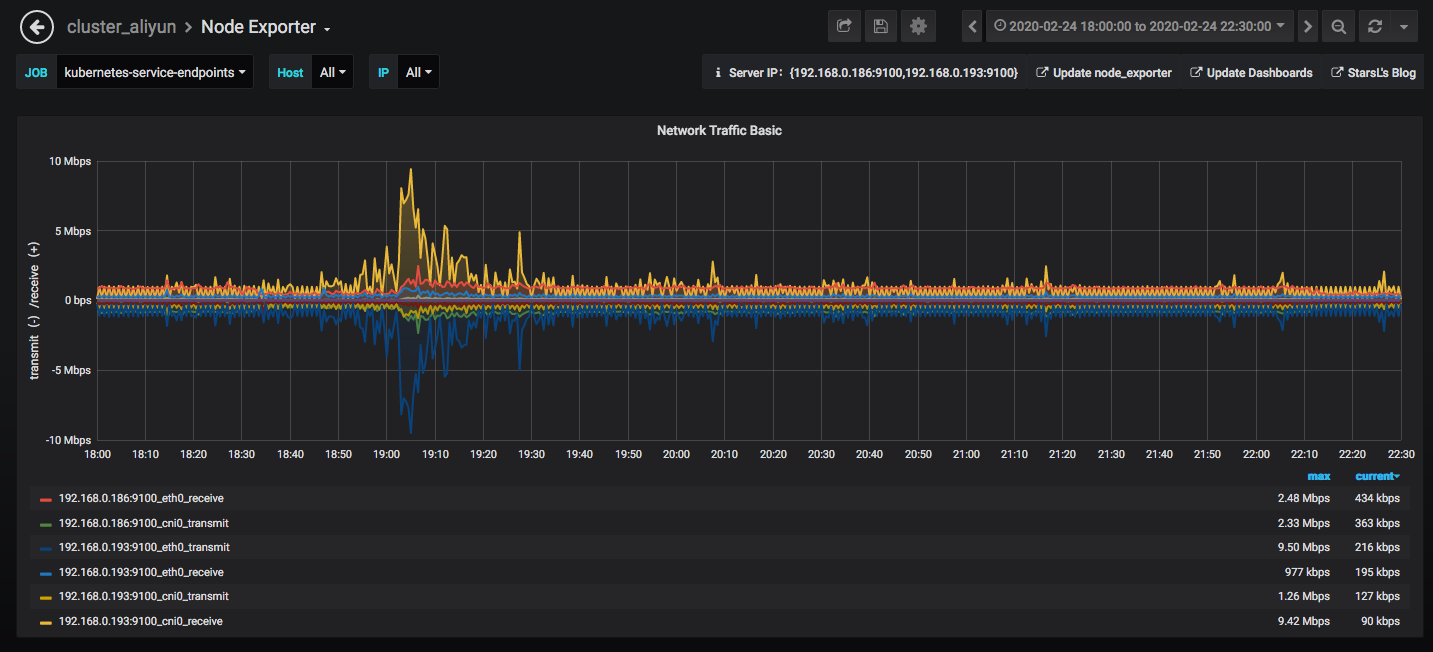 cluster_aliyun > Node Exporter
2020-02-24 18:00:00 to 2020-02-24 22:30:00
JOB kubernetes-service-endpoints Host All IP All
Server IP：{192.168.0.186:9100,192.168.0.193:9100} Update node_exporter Update Dashboards StarsL's Blog
Network Traffic Basic
transmit (-) /receive (+)
10 Mbps
5 Mbps
0 bps
-5 Mbps
-10 Mbps
18:00 18:10 18:20 18:30 18:40 18:50 19:00 19:10 19:20 19:30 19:40 19:50 20:00 20:10 20:20 20:30 20:40 20:50 21:00 21:10 21:20 21:30 21:40 21:50 22:00 22:10 22:20 22:30
max current
192.168.0.186:9100_eth0_receive 2.48 Mbps 434 kbps
192.168.0.186:9100_cni0_transmit 2.33 Mbps 363 kbps
192.168.0.193:9100_eth0_transmit 9.50 Mbps 216 kbps
192.168.0.193:9100_eth0_receive 977 kbps 195 kbps
192.168.0.193:9100_cni0_transmit 1.26 Mbps 127 kbps
192.168.0.193:9100_cni0_receive 9.42 Mbps 90 kbps